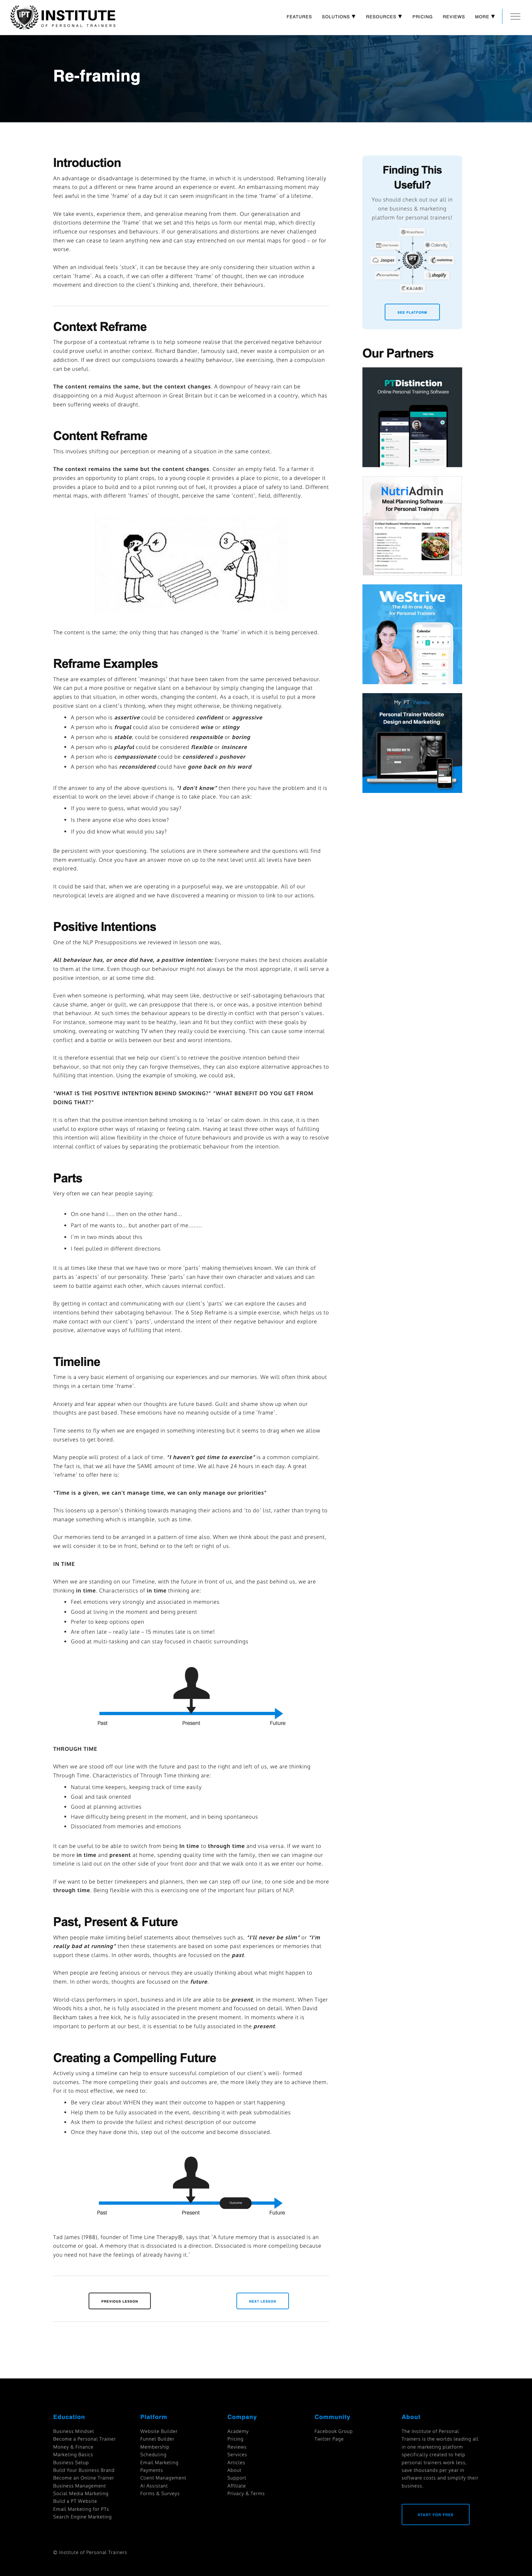 IPT INSTITUTE
OF PERSONAL TRAINERS
FEATURES SOLUTIONS ▼ RESOURCES ▼ PRICING REVIEWS MORE ▼
Re-framing
Introduction
An advantage or disadvantage is determined by the frame, in which it is understood. Reframing literally
means to put a different or new frame around an experience or event. An embarrassing moment may
feel awful in the time 'frame' of a day but it can seem insignificant in the time 'frame' of a lifetime.
We take events, experience them, and generalise meaning from them. Our generalisation and
distortions determine the 'frame' that we set and this helps us form our mental map, which directly
influence our responses and behaviours. If our generalisations and distortions are never challenged
then we can cease to learn anything new and can stay entrenched on our mental maps for good – or for
worse.
When an individual feels 'stuck', it can be because they are only considering their situation within a
certain 'frame'. As a coach, if we can offer a different 'frame' of thought, then we can introduce
movement and direction to the client's thinking and, therefore, their behaviours.
Context Reframe
The purpose of a contextual reframe is to help someone realise that the perceived negative behaviour
could prove useful in another context. Richard Bandler, famously said, never waste a compulsion or an
addiction. If we direct our compulsions towards a healthy behaviour, like exercising, then a compulsion
can be useful.
The content remains the same, but the context changes. A downpour of heavy rain can be
disappointing on a mid August afternoon in Great Britain but it can be welcomed in a country, which has
been suffering weeks of draught.
Content Reframe
This involves shifting our perception or meaning of a situation in the same context.
The context remains the same but the content changes. Consider an empty field. To a farmer it
provides an opportunity to plant crops, to a young couple it provides a place to picnic, to a developer it
provides a place to build and to a pilot running out of fuel, it provides a place of safety to land. Different
mental maps, with different 'frames' of thought, perceive the same 'content', field, differently.
4
3
The content is the same; the only thing that has changed is the 'frame' in which it is being perceived.
Reframe Examples
These are examples of different 'meanings' that have been taken from the same perceived behaviour.
We can put a more positive or negative slant on a behaviour by simply changing the language that
applies to that situation, in other words, changing the content. As a coach, it is useful to put a more
positive slant on a client's thinking, when they might otherwise, be thinking negatively.
• A person who is assertive could be considered confident or aggressive
• A person who is frugal could also be considered wise or stingy
• A person who is stable, could be considered responsible or boring
• A person who is playful could be considered flexible or insincere
• A person who is compassionate could be considered a pushover
• A person who has reconsidered could have gone back on his word
If the answer to any of the above questions is, "I don't know" then there you have the problem and it is
essential to work on the level above if change is to take place. You can ask:
• If you were to guess, what would you say?
• Is there anyone else who does know?
• If you did know what would you say?
Be persistent with your questioning. The solutions are in there somewhere and the questions will find
them eventually. Once you have an answer move on up to the next level until all levels have been
explored.
It could be said that, when we are operating in a purposeful way, we are unstoppable. All of our
neurological levels are aligned and we have discovered a meaning or mission to link to our actions.
Positive Intentions
One of the NLP Presuppositions we reviewed in lesson one was,
All behaviour has, or once did have, a positive intention: Everyone makes the best choices available
to them at the time. Even though our behaviour might not always be the most appropriate, it will serve a
positive intention, or at some time did.
Even when someone is performing, what may seem like, destructive or self-sabotaging behaviours that
cause shame, anger or guilt, we can presuppose that there is, or once was, a positive intention behind
that behaviour. At such times the behaviour appears to be directly in conflict with that person's values.
For instance, someone may want to be healthy, lean and fit but they conflict with these goals by
smoking, overeating or watching TV when they really could be exercising. This can cause some internal
conflict and a battle or wills between our best and worst intentions.
It is therefore essential that we help our client's to retrieve the positive intention behind their
behaviour, so that not only they can forgive themselves, they can also explore alternative approaches to
fulfilling that intention. Using the example of smoking, we could ask,
"WHAT IS THE POSITIVE INTENTION BEHIND SMOKING?" "WHAT BENEFIT DO YOU GET FROM
DOING THAT?"
It is often that the positive intention behind smoking is to 'relax' or calm down. In this case, it is then
useful to explore other ways of relaxing or feeling calm. Having at least three other ways of fulfilling
this intention will allow flexibility in the choice of future behaviours and provide us with a way to resolve
internal conflict of values by separating the problematic behaviour from the intention.
Parts
Very often we can hear people saying:
• On one hand I.... then on the other hand...
• Part of me wants to... but another part of me........
• I'm in two minds about this
• I feel pulled in different directions
It is at times like these that we have two or more 'parts' making themselves known. We can think of
parts as 'aspects' of our personality. These 'parts' can have their own character and values and can
seem to battle against each other, which causes internal conflict.
By getting in contact and communicating with our client's 'parts' we can explore the causes and
intentions behind their sabotaging behaviour. The 6 Step Reframe is a simple exercise, which helps us to
make contact with our client's 'parts', understand the intent of their negative behaviour and explore
positive, alternative ways of fulfilling that intent.
Timeline
Time is a very basic element of organising our experiences and our memories. We will often think about
things in a certain time 'frame'.
Anxiety and fear appear when our thoughts are future based. Guilt and shame show up when our
thoughts are past based. These emotions have no meaning outside of a time 'frame'.
Time seems to fly when we are engaged in something interesting but it seems to drag when we allow
ourselves to get bored.
Many people will protest of a lack of time. "I haven't got time to exercise" is a common complaint.
The fact is, that we all have the SAME amount of time. We all have 24 hours in each day. A great
'reframe' to offer here is:
"Time is a given, we can't manage time, we can only manage our priorities"
This loosens up a person's thinking towards managing their actions and 'to do' list, rather than trying to
manage something which is intangible, such as time.
Our memories tend to be arranged in a pattern of time also. When we think about the past and present,
we will consider it to be in front, behind or to the left or right of us.
IN TIME
When we are standing on our Timeline, with the future in front of us, and the past behind us, we are
thinking in time. Characteristics of in time thinking are:
• Feel emotions very strongly and associated in memories
• Good at living in the moment and being present
• Prefer to keep options open
• Are often late – really late – 15 minutes late is on time!
• Good at multi-tasking and can stay focused in chaotic surroundings
Past Present Future
THROUGH TIME
When we are stood off our line with the future and past to the right and left of us, we are thinking
Through Time. Characteristics of Through Time thinking are:
• Natural time keepers, keeping track of time easily
• Goal and task oriented
• Good at planning activities
• Have difficulty being present in the moment, and in being spontaneous
• Dissociated from memories and emotions
It can be useful to be able to switch from being In time to through time and visa versa. If we want to
be more in time and present at home, spending quality time with the family, then we can imagine our
timeline is laid out on the other side of your front door and that we walk onto is as we enter our home.
If we want to be better timekeepers and planners, then we can step off our line, to one side and be more
through time. Being flexible with this is exercising one of the important four pillars of NLP.
Past, Present & Future
When people make limiting belief statements about themselves such as, "I'll never be slim" or "I'm
really bad at running" then these statements are based on some past experiences or memories that
support these claims. In other words, thoughts are focussed on the past.
When people are feeling anxious or nervous they are usually thinking about what might happen to
them. In other words, thoughts are focussed on the future.
World-class performers in sport, business and in life are able to be present, in the moment. When Tiger
Woods hits a shot, he is fully associated in the present moment and focussed on detail. When David
Beckham takes a free kick, he is fully associated in the present moment. In moments where it is
important to perform at our best, it is essential to be fully associated in the present.
Creating a Compelling Future
Actively using a timeline can help to ensure successful completion of our client's well- formed
outcomes. The more compelling their goals and outcomes are, the more likely they are to achieve them.
For it to most effective, we need to:
• Be very clear about WHEN they want their outcome to happen or start happening
• Help them to be fully associated in the event, describing it with peak submodalities
• Ask them to provide the fullest and richest description of our outcome
• Once they have done this, step out of the outcome and become dissociated.
Outcome
Past Present Future
Tad James (1988), founder of Time Line Therapy®, says that 'A future memory that is associated is an
outcome or goal. A memory that is dissociated is a direction. Dissociated is more compelling because
you need not have the feelings of already having it.'
PREVIOUS LESSON
NEXT LESSON
Finding This
Useful?
You should check out our all in
one business & marketing
platform for personal trainers!
WordPress
Calendly
Jasper
IPT
mailchimp
shopify
KAJABI
SEE PLATFORM
Our Partners
PTDistinction
Online Personal Training Software
NutriAdmin
Meal Planning Software
for Personal Trainers
WeStrive
The All in one App
for Personal Trainers
Calendar
My PT Website
Personal Trainer Website
Design and Marketing
Education
Business Mindset
Become a Personal Trainer
Money & Finance
Marketing Basics
Business Setup
Build Your Business Brand
Become an Online Trainer
Business Management
Social Media Marketing
Build a PT Website
Email Marketing for PTs
Search Engine Marketing
Platform
Website Builder
Funnel Builder
Membership
Scheduling
Email Marketing
Payments
Client Management
AI Assistant
Forms & Surveys
Company
Academy
Pricing
Reviews
Services
Articles
About
Support
Affiliate
Privacy & Terms
Community
Facebook Group
Twitter Page
About
The Institute of Personal
Trainers is the worlds leading all
in one marketing platform
specifically created to help
personal trainers work less,
save thousands per year in
software costs and simplify their
business.
START FOR FREE
© Institute of Personal Trainers